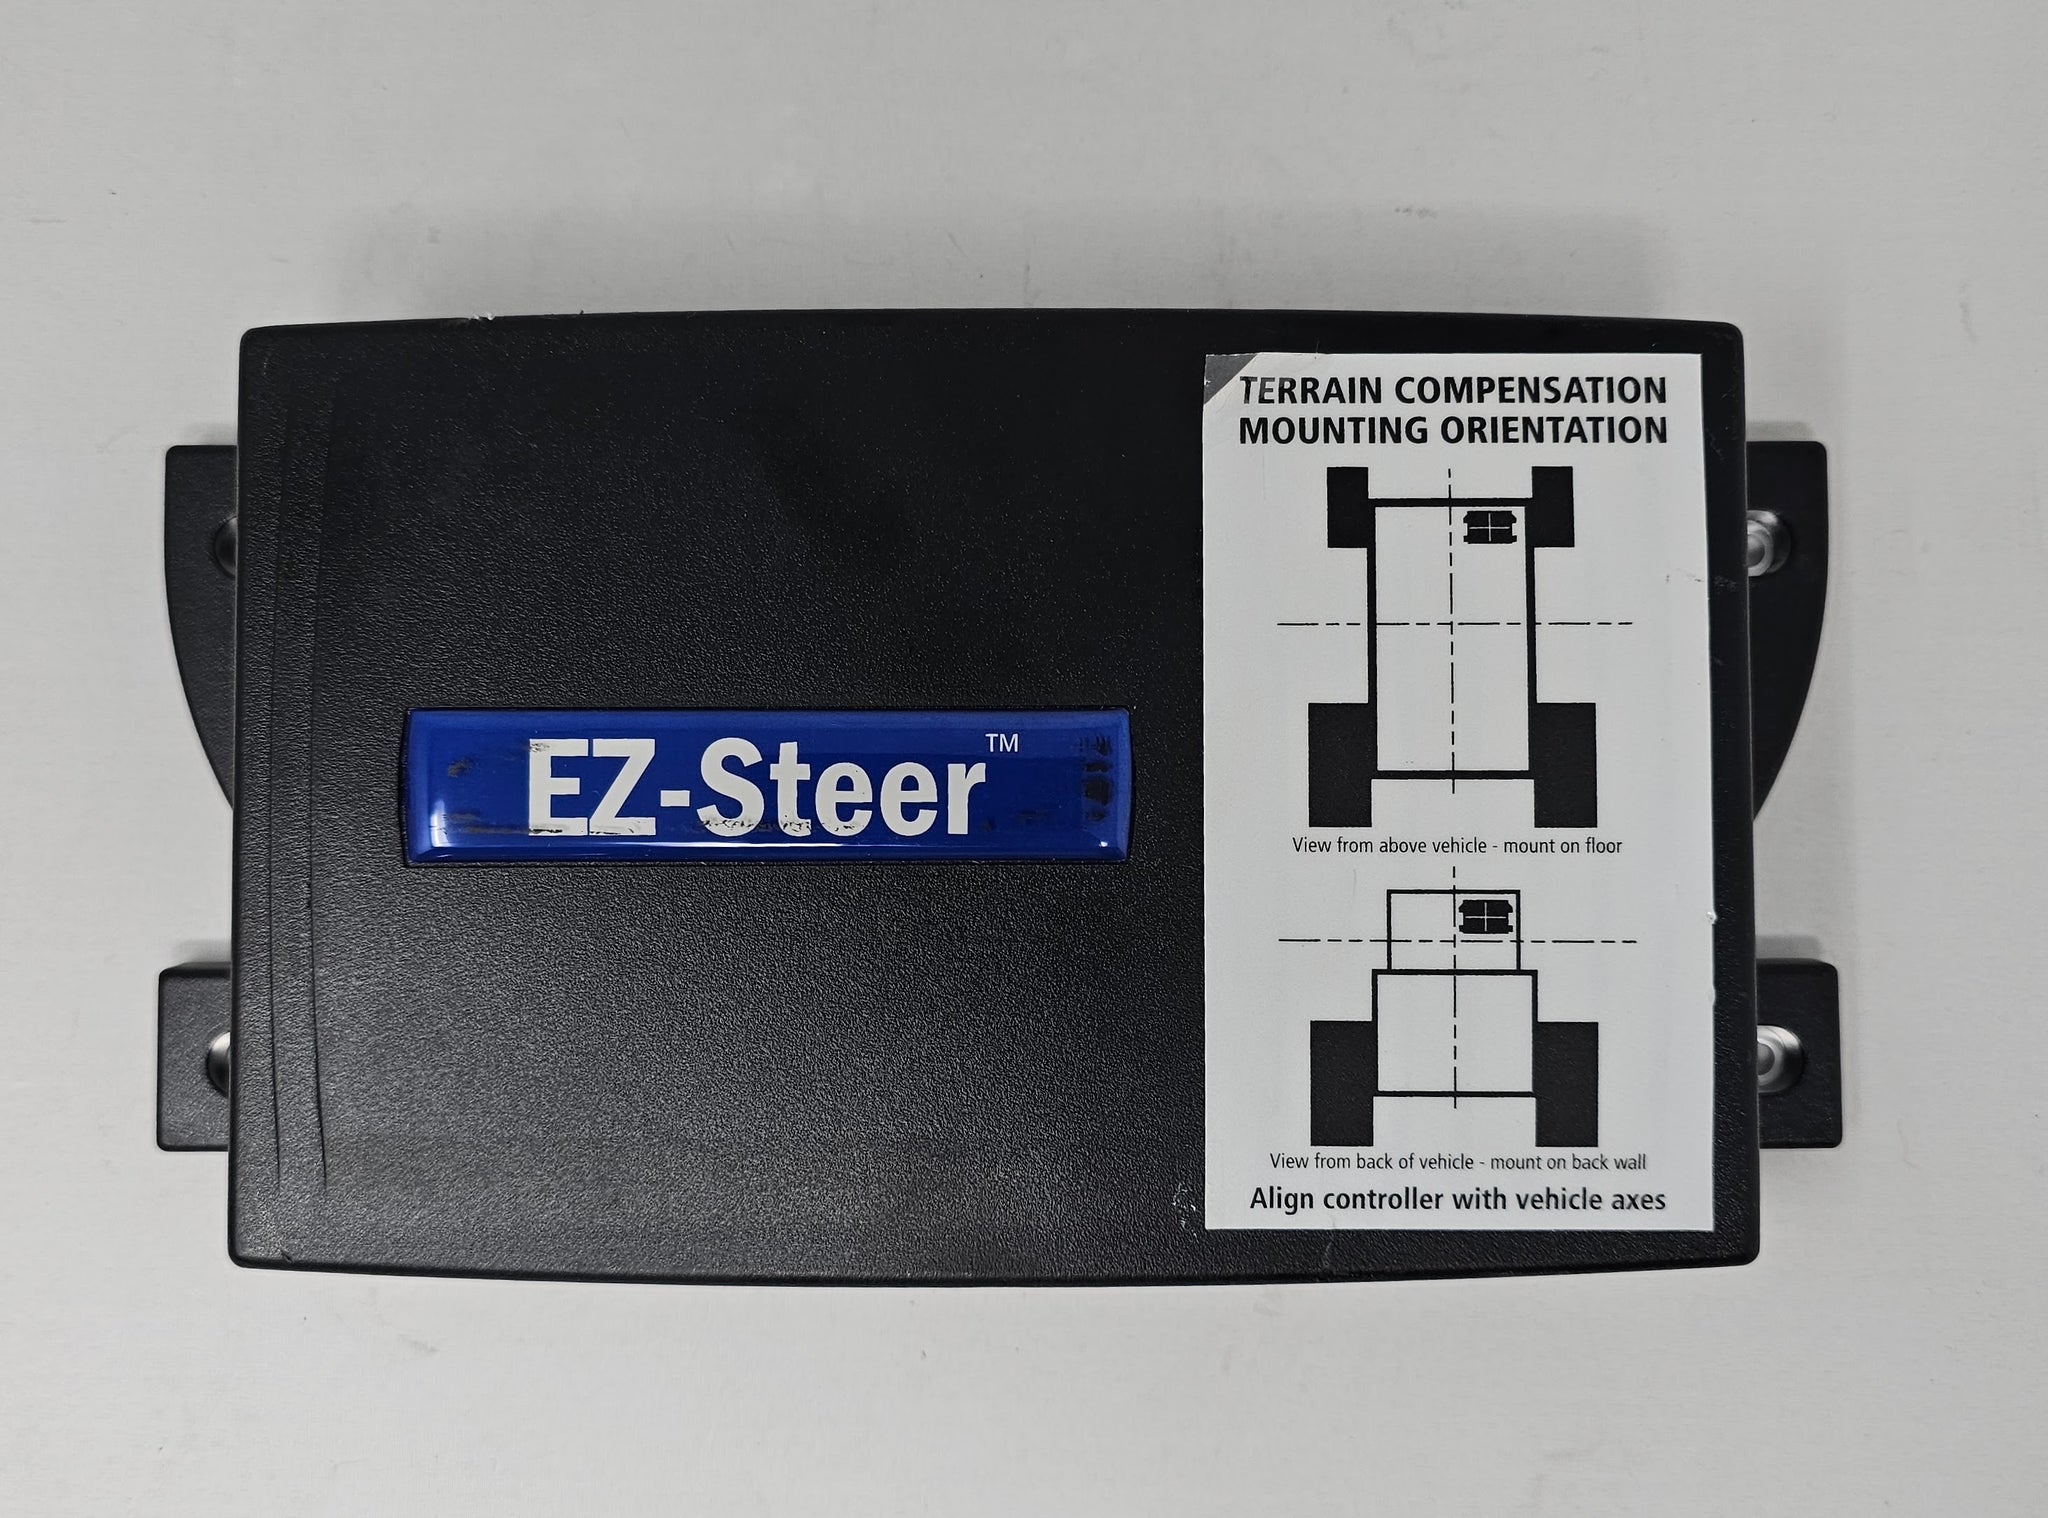 EZ-Steer™
TERRAIN COMPENSATION
MOUNTING ORIENTATION
View from above vehicle - mount on floor
View from back of vehicle - mount on back wall
Align controller with vehicle axes